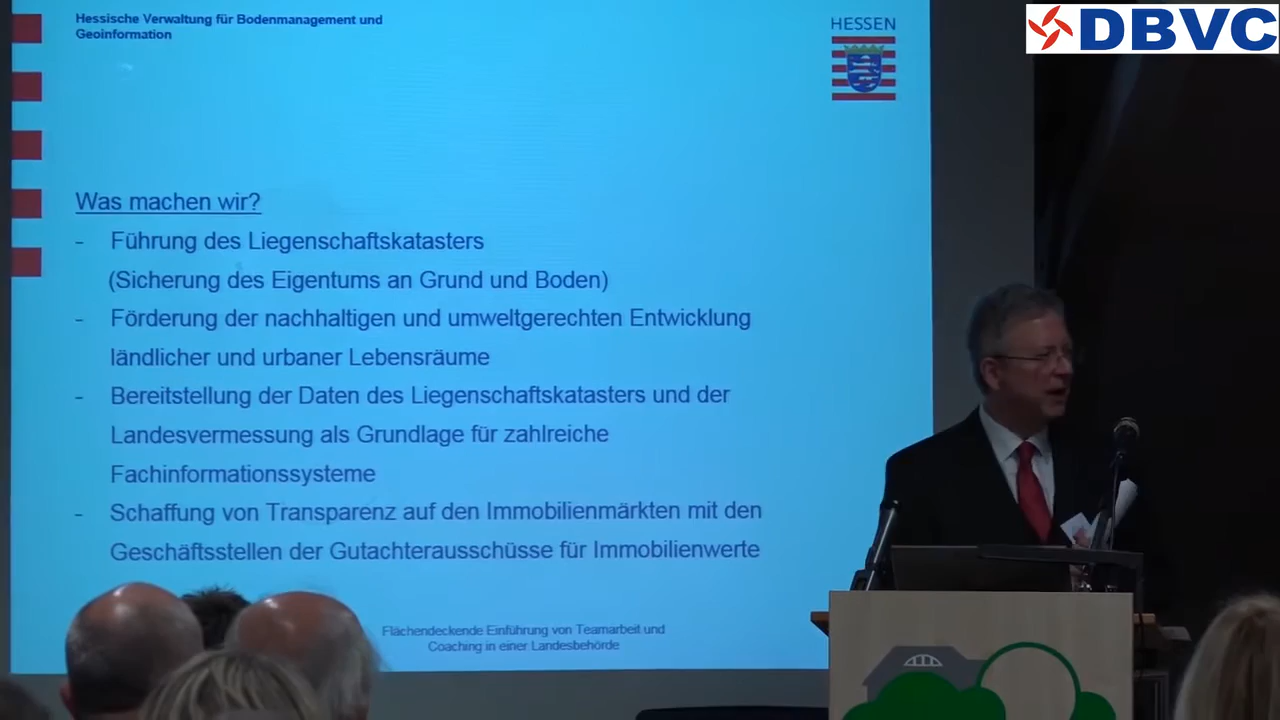 Hessische Verwaltung für Bodenmanagement und
Geoinformation
HESSEN
DBVC
Was machen wir?
- Führung des Liegenschaftskatasters
(Sicherung des Eigentums an Grund und Boden)
- Förderung der nachhaltigen und umweltgerechten Entwicklung
ländlicher und urbaner Lebensräume
- Bereitstellung der Daten des Liegenschaftskatasters und der
Landesvermessung als Grundlage für zahlreiche
Fachinformationssysteme
- Schaffung von Transparenz auf den Immobilienmärkten mit den
Geschäftsstellen der Gutachterausschüsse für Immobilienwerte
Flächendeckende Einführung von Teamarbeit und
Coaching in einer Landesbehörde